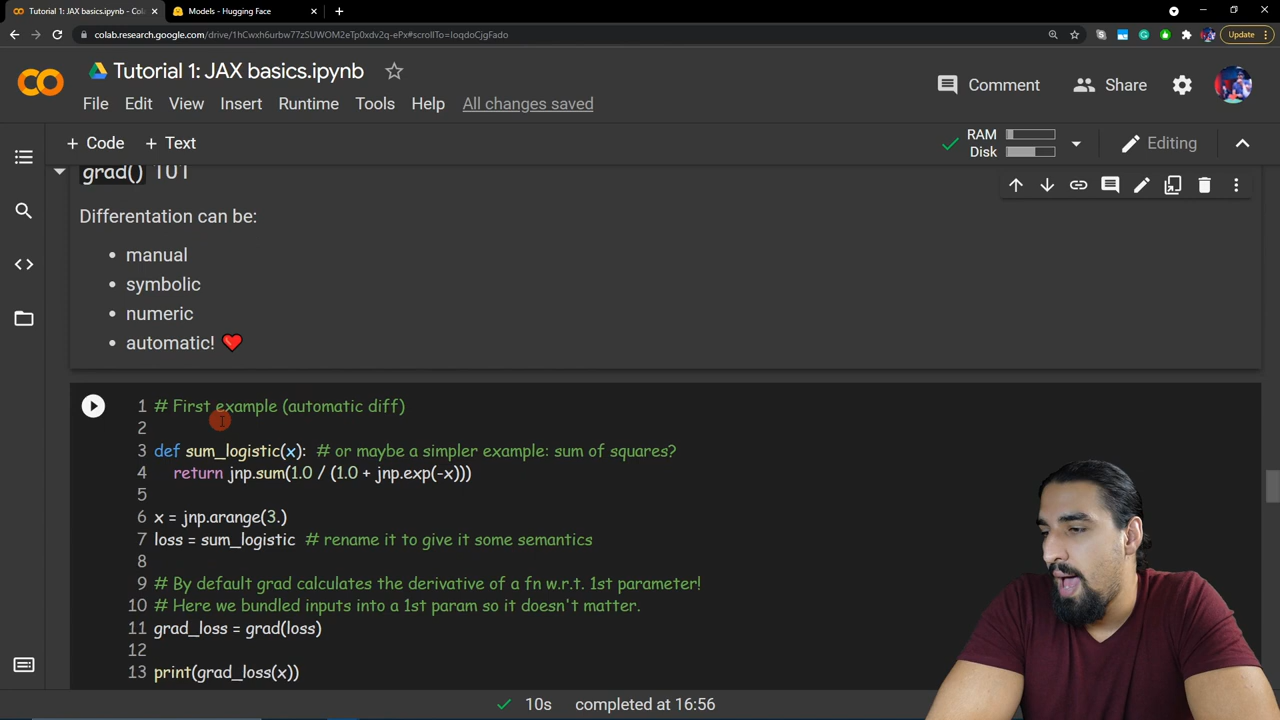 Tutorial 1: JAX basics.ipynb - Col
Models - Hugging Face
colab.research.google.com/drive/1hCwxh6urbw77zSUWOM2eTp0xdv2q-ePx#scrollTo=IoqdoCjgFado
Update
Tutorial 1: JAX basics.ipynb
Comment
Share
File Edit View Insert Runtime Tools Help All changes saved
+ Code + Text
RAM
Disk
Editing
grad() 101
Differentation can be:
• manual
• symbolic
• numeric
• automatic! ❤️
1 # First example (automatic diff)
2
3 def sum_logistic(x): # or maybe a simpler example: sum of squares?
4 return jnp.sum(1.0 / (1.0 + jnp.exp(-x)))
5
6 x = jnp.arange(3.)
7 loss = sum_logistic # rename it to give it some semantics
8
9 # By default grad calculates the derivative of a fn w.r.t. 1st parameter!
10 # Here we bundled inputs into a 1st param so it doesn't matter.
11 grad_loss = grad(loss)
12
13 print(grad_loss(x))
10s completed at 16:56